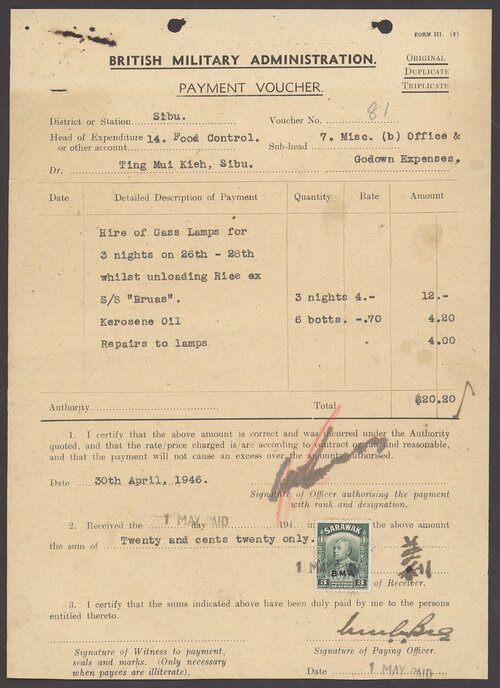 FORM III. (F)
BRITISH MILITARY ADMINISTRATION.
ORIGINAL
DUPLICATE
TRIPLICATE
PAYMENT VOUCHER.
District or Station Sibu. Voucher No. 81
Head of Expenditure 14. Food Control. 7. Misc. (b) Office &
or other account Sub-head Godown Expenses.
Dr. Ting Mui Kieh, Sibu.
Date Detailed Description of Payment Quantity Rate Amount
Hire of Gass Lamps for
3 nights on 26th - 28th
whilst unloading Rice ex
S/S "Bruas". 3 nights 4.- 12.-
Kerosene Oil 6 botts. -.70 4.20
Repairs to lamps 4.00
Authority Total $20.20
1. I certify that the above amount is correct and was incurred under the Authority
quoted, and that the rate/price charged is/are according to contract or fair and reasonable,
and that the payment will not cause an excess over the amounts authorised.
Date 30th April, 1946.
Signature of Officer authorising the payment
with rank and designation.
2. Received the 1 MAY PAID day 194 in the above amount
the sum of Twenty and cents twenty only.
SARAWAK
BMA
3 3
1 M
of Receiver.
3. I certify that the sums indicated above have been duly paid by me to the persons
entitled thereto.
Signature of Witness to payment, Signature of Paying Officer.
seals and marks. (Only necessary
when payees are illiterate). Date 1 MAY PAID